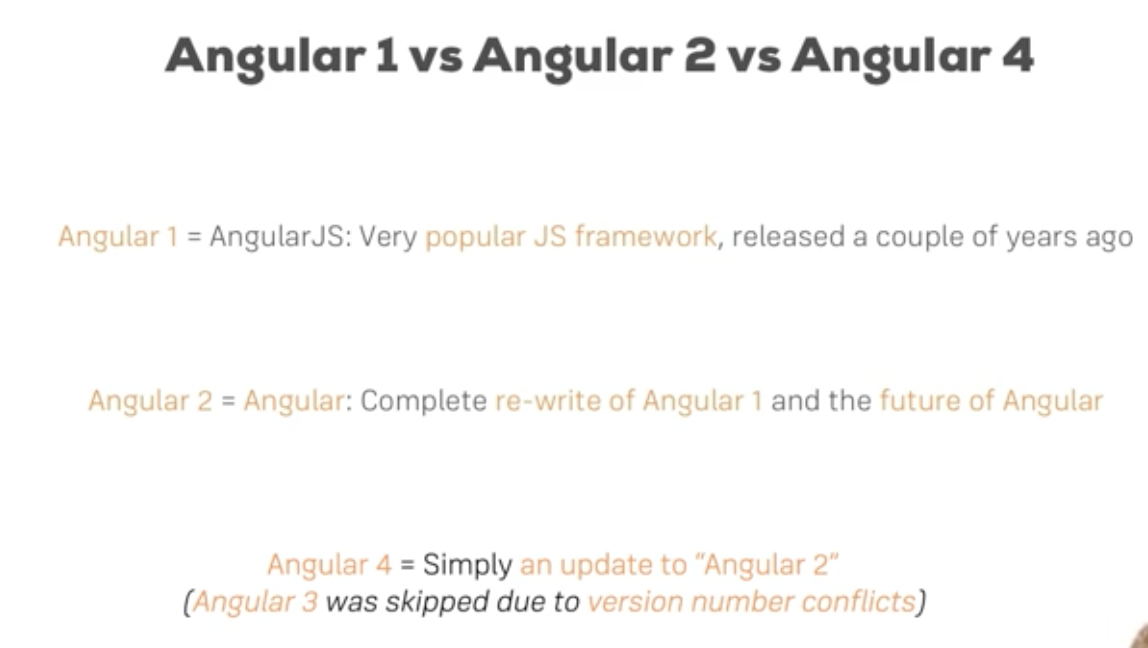 Angular 1 vs Angular 2 vs Angular 4
Angular 1 = AngularJS: Very popular JS framework, released a couple of years ago
Angular 2 = Angular: Complete re-write of Angular 1 and the future of Angular
Angular 4 = Simply an update to “Angular 2”
(Angular 3 was skipped due to version number conflicts)